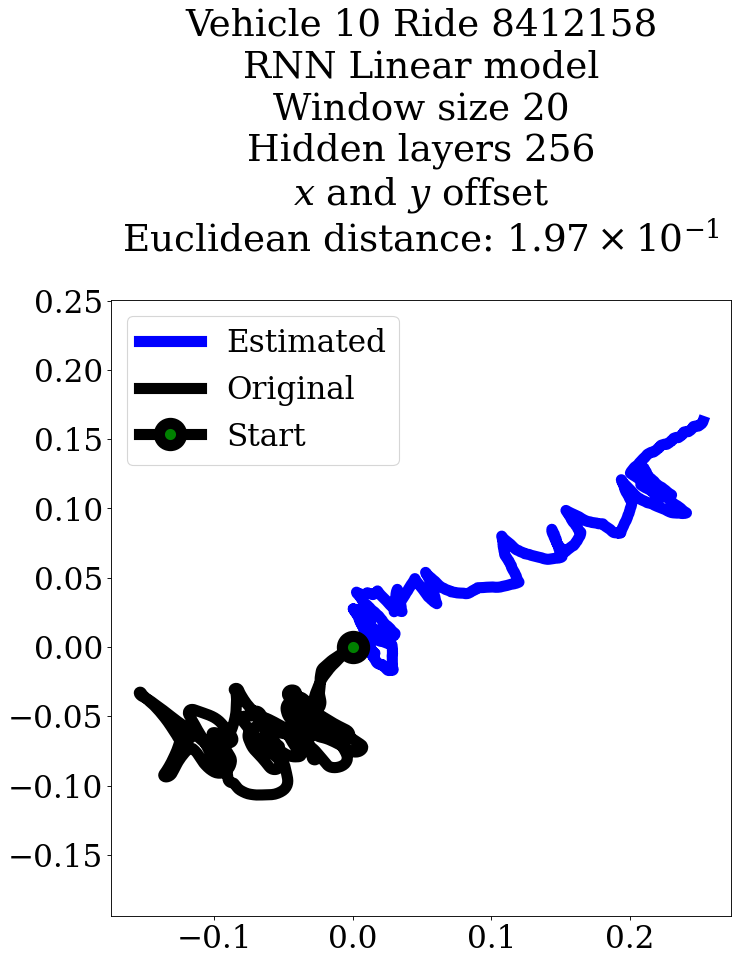 Vehicle 10 Ride 8412158
RNN Linear model
Window size 20
Hidden layers 256
x and y offset
Euclidean distance: 1.97 × 10⁻¹
0.25
0.20
0.15
0.10
0.05
0.00
−0.05
−0.10
−0.15
Estimated
Original
Start
−0.1 0.0 0.1 0.2